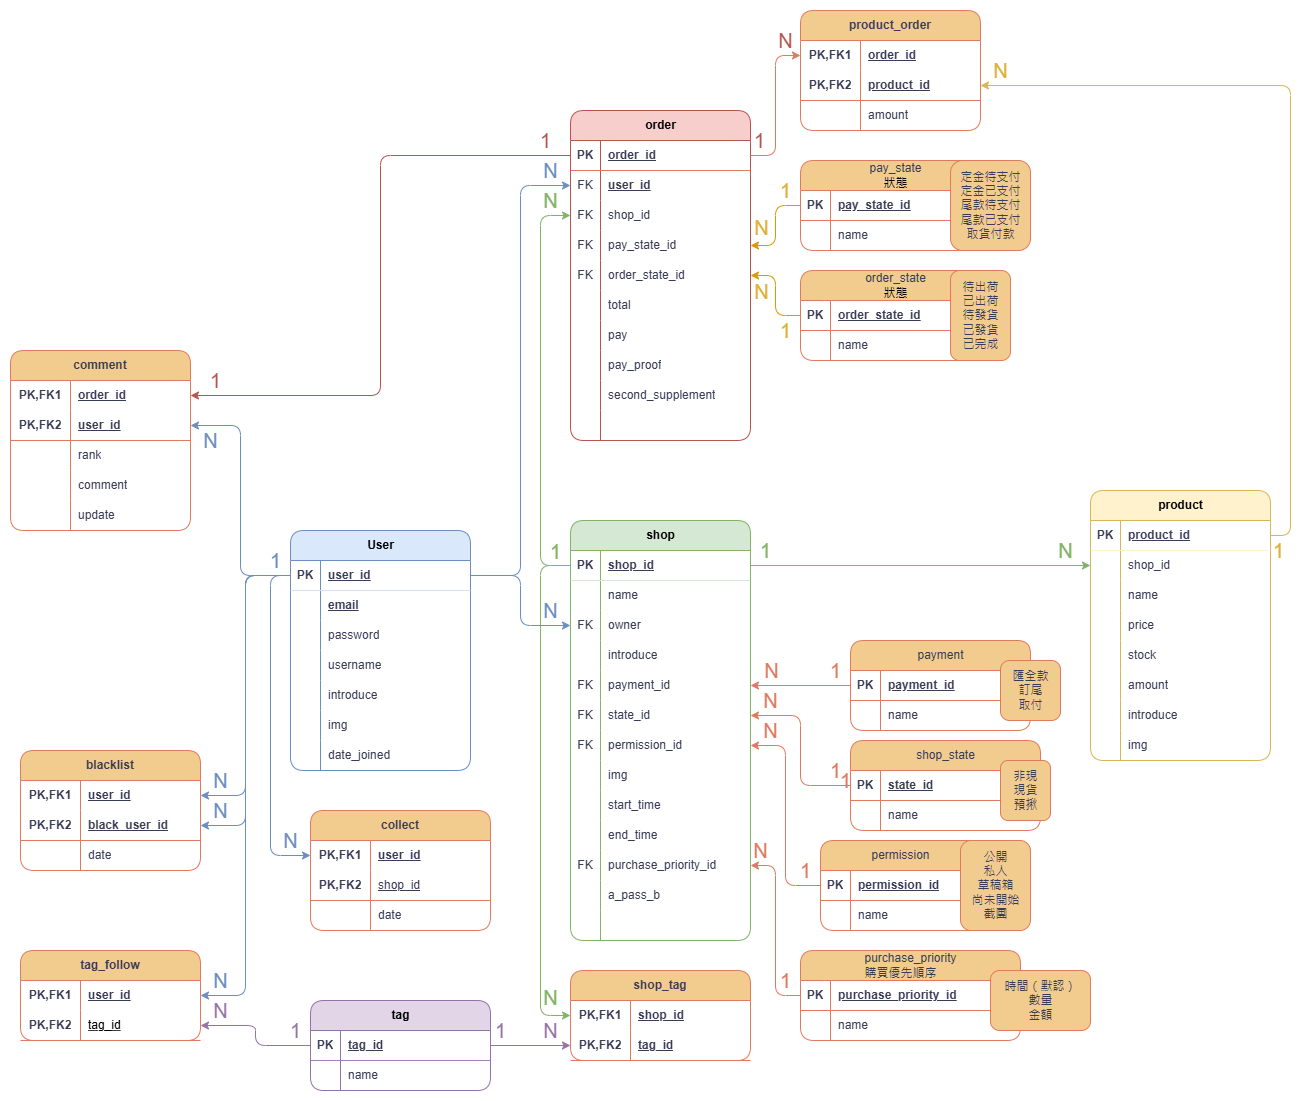 product_order
PK,FK1 order_id
PK,FK2 product_id
amount
N
N
order
PK order_id
FK user_id
FK shop_id
FK pay_state_id
FK order_state_id
total
pay
pay_proof
second_supplement
1
1
N
N
N
1
N
1
pay_state
狀態
PK pay_state_id
name
定金待支付
定金已支付
尾款待支付
尾款已支付
取貨付款
order_state
狀態
PK order_state_id
name
待出荷
已出荷
待發貨
已發貨
已完成
comment
PK,FK1 order_id
PK,FK2 user_id
rank
comment
update
1
N
User
PK user_id
email
password
username
introduce
img
date_joined
1
shop
PK shop_id
name
FK owner
introduce
FK payment_id
FK state_id
FK permission_id
img
start_time
end_time
FK purchase_priority_id
a_pass_b
1
1
N
N
N
N
N
N
product
PK product_id
shop_id
name
price
stock
amount
introduce
img
1
payment
PK payment_id
name
匯全款
訂尾
取付
1
shop_state
PK state_id
name
非現
現貨
預揪
1
1
permission
PK permission_id
name
公開
私人
草稿箱
尚未開始
截團
1
purchase_priority
購買優先順序
PK purchase_priority_id
name
時間（默認）
數量
金額
1
blacklist
PK,FK1 user_id
PK,FK2 black_user_id
date
N
N
collect
PK,FK1 user_id
PK,FK2 shop_id
date
N
tag_follow
PK,FK1 user_id
PK,FK2 tag_id
N
N
tag
PK tag_id
name
1
1
shop_tag
PK,FK1 shop_id
PK,FK2 tag_id
N
N